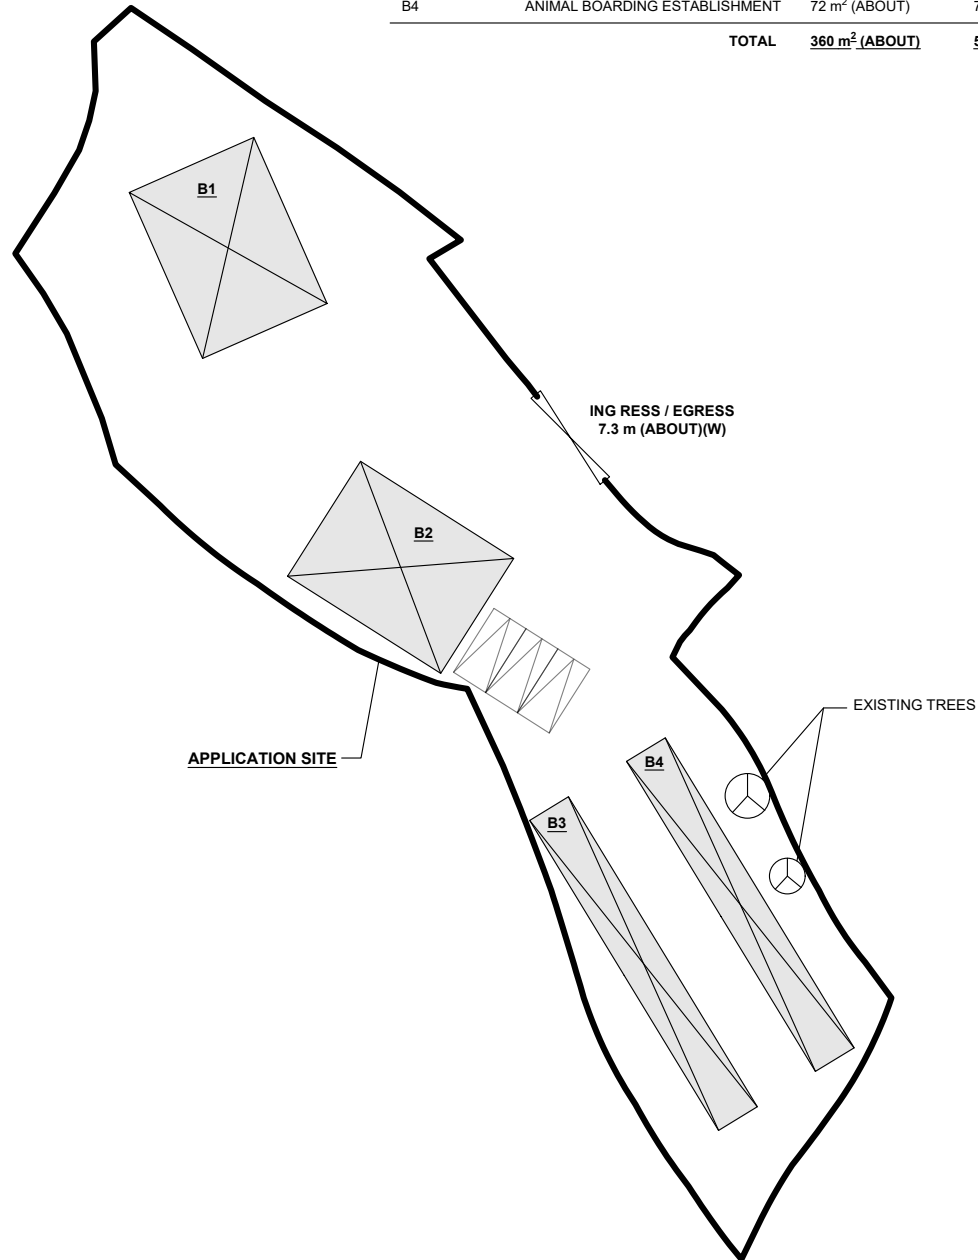 B4 ANIMAL BOARDING ESTABLISHMENT 72 m² (ABOUT)
TOTAL 360 m² (ABOUT)
B1
ING RESS / EGRESS
7.3 m (ABOUT)(W)
B2
EXISTING TREES
APPLICATION SITE
B4
B3